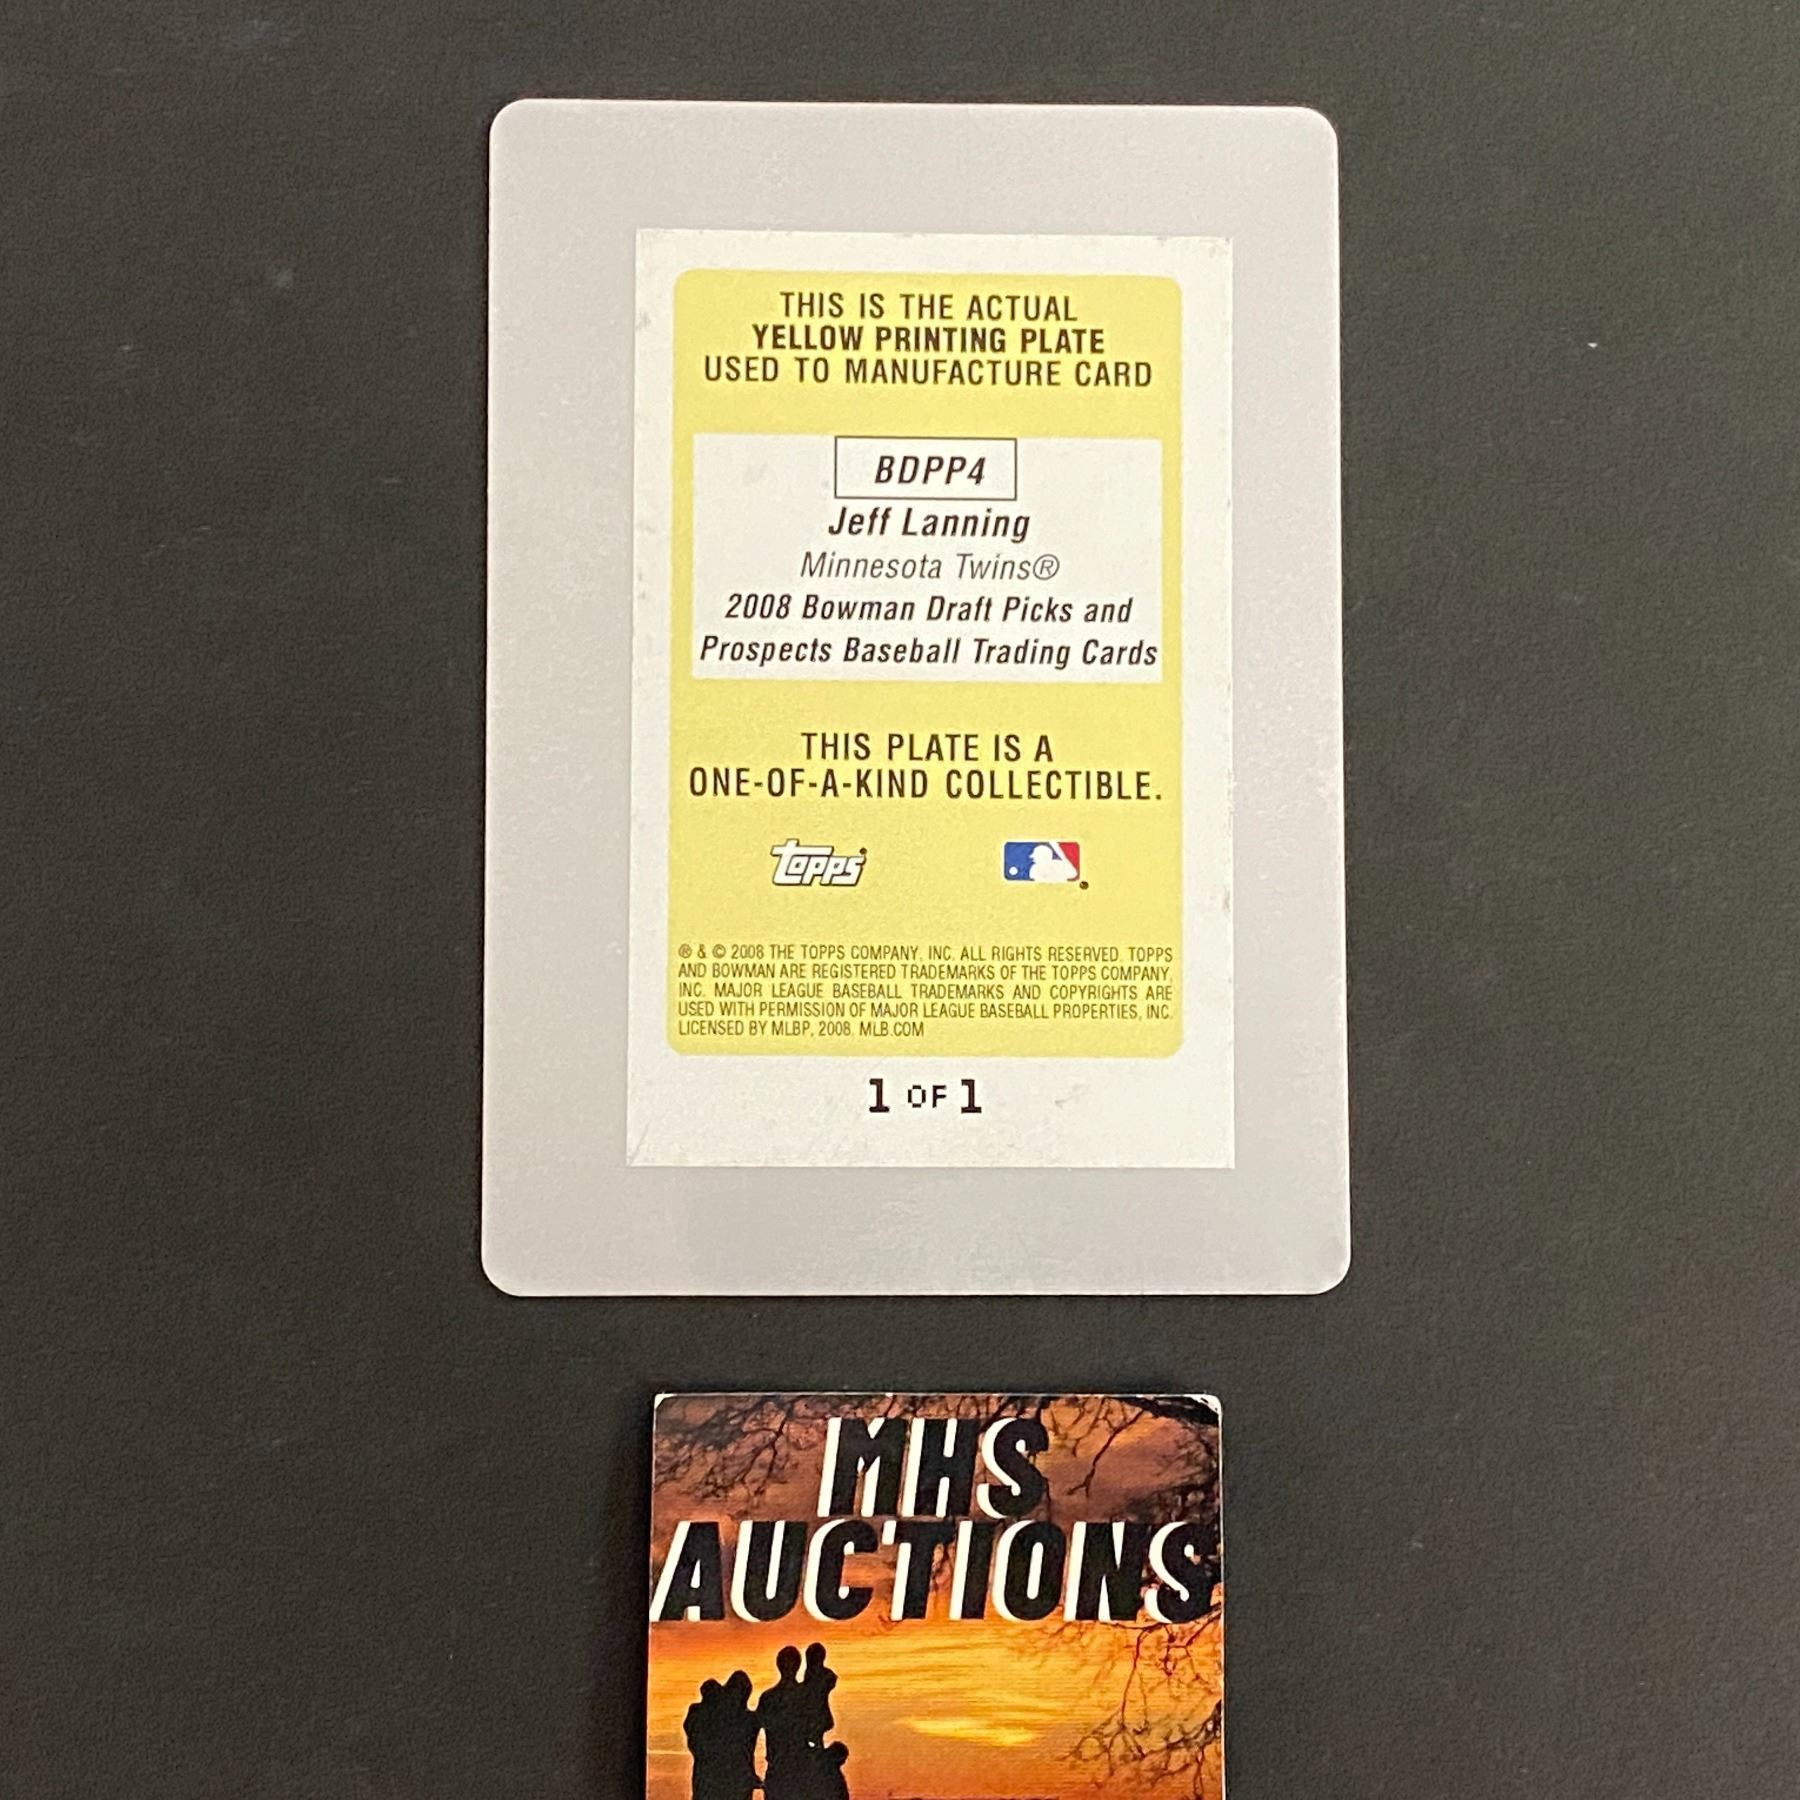 THIS IS THE ACTUAL
YELLOW PRINTING PLATE
USED TO MANUFACTURE CARD
BDPP4
Jeff Lanning
Minnesota Twins®
2008 Bowman Draft Picks and
Prospects Baseball Trading Cards
THIS PLATE IS A
ONE-OF-A-KIND COLLECTIBLE.
Topps
® & © 2008 THE TOPPS COMPANY, INC. ALL RIGHTS RESERVED. TOPPS
AND BOWMAN ARE REGISTERED TRADEMARKS OF THE TOPPS COMPANY,
INC. MAJOR LEAGUE BASEBALL TRADEMARKS AND COPYRIGHTS ARE
USED WITH PERMISSION OF MAJOR LEAGUE BASEBALL PROPERTIES, INC.
LICENSED BY MLBP, 2008. MLB.COM
1 OF 1
MHS
AUCTIONS